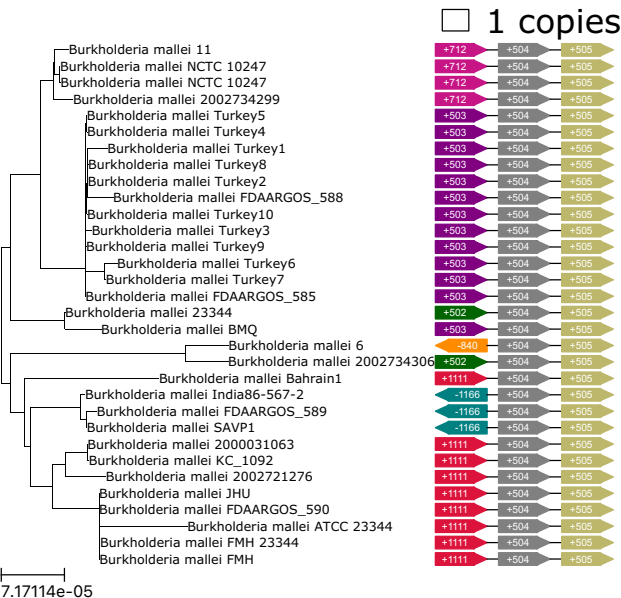 1 copies
Burkholderia mallei 11 +712 +504 +505
Burkholderia mallei NCTC 10247 +712 +504 +505
Burkholderia mallei NCTC 10247 +712 +504 +505
Burkholderia mallei 2002734299 +712 +504 +505
Burkholderia mallei Turkey5 +503 +504 +505
Burkholderia mallei Turkey4 +503 +504 +505
Burkholderia mallei Turkey1 +503 +504 +505
Burkholderia mallei Turkey8 +503 +504 +505
Burkholderia mallei Turkey2 +503 +504 +505
Burkholderia mallei FDAARGOS_588 +503 +504 +505
Burkholderia mallei Turkey10 +503 +504 +505
Burkholderia mallei Turkey3 +503 +504 +505
Burkholderia mallei Turkey9 +503 +504 +505
Burkholderia mallei Turkey6 +503 +504 +505
Burkholderia mallei Turkey7 +503 +504 +505
Burkholderia mallei FDAARGOS_585 +503 +504 +505
Burkholderia mallei 23344 +502 +504 +505
Burkholderia mallei BMQ +503 +504 +505
Burkholderia mallei 6 -840 +504 +505
Burkholderia mallei 2002734306 +502 +504 +505
Burkholderia mallei Bahrain1 +1111 +504 +505
Burkholderia mallei India86-567-2 -1166 +504 +505
Burkholderia mallei FDAARGOS_589 -1166 +504 +505
Burkholderia mallei SAVP1 -1166 +504 +505
Burkholderia mallei 2000031063 +1111 +504 +505
Burkholderia mallei KC_1092 +1111 +504 +505
Burkholderia mallei 2002721276 +1111 +504 +505
Burkholderia mallei JHU +1111 +504 +505
Burkholderia mallei FDAARGOS_590 +1111 +504 +505
Burkholderia mallei ATCC 23344 +1111 +504 +505
Burkholderia mallei FMH 23344 +1111 +504 +505
Burkholderia mallei FMH +1111 +504 +505
7.17114e-05